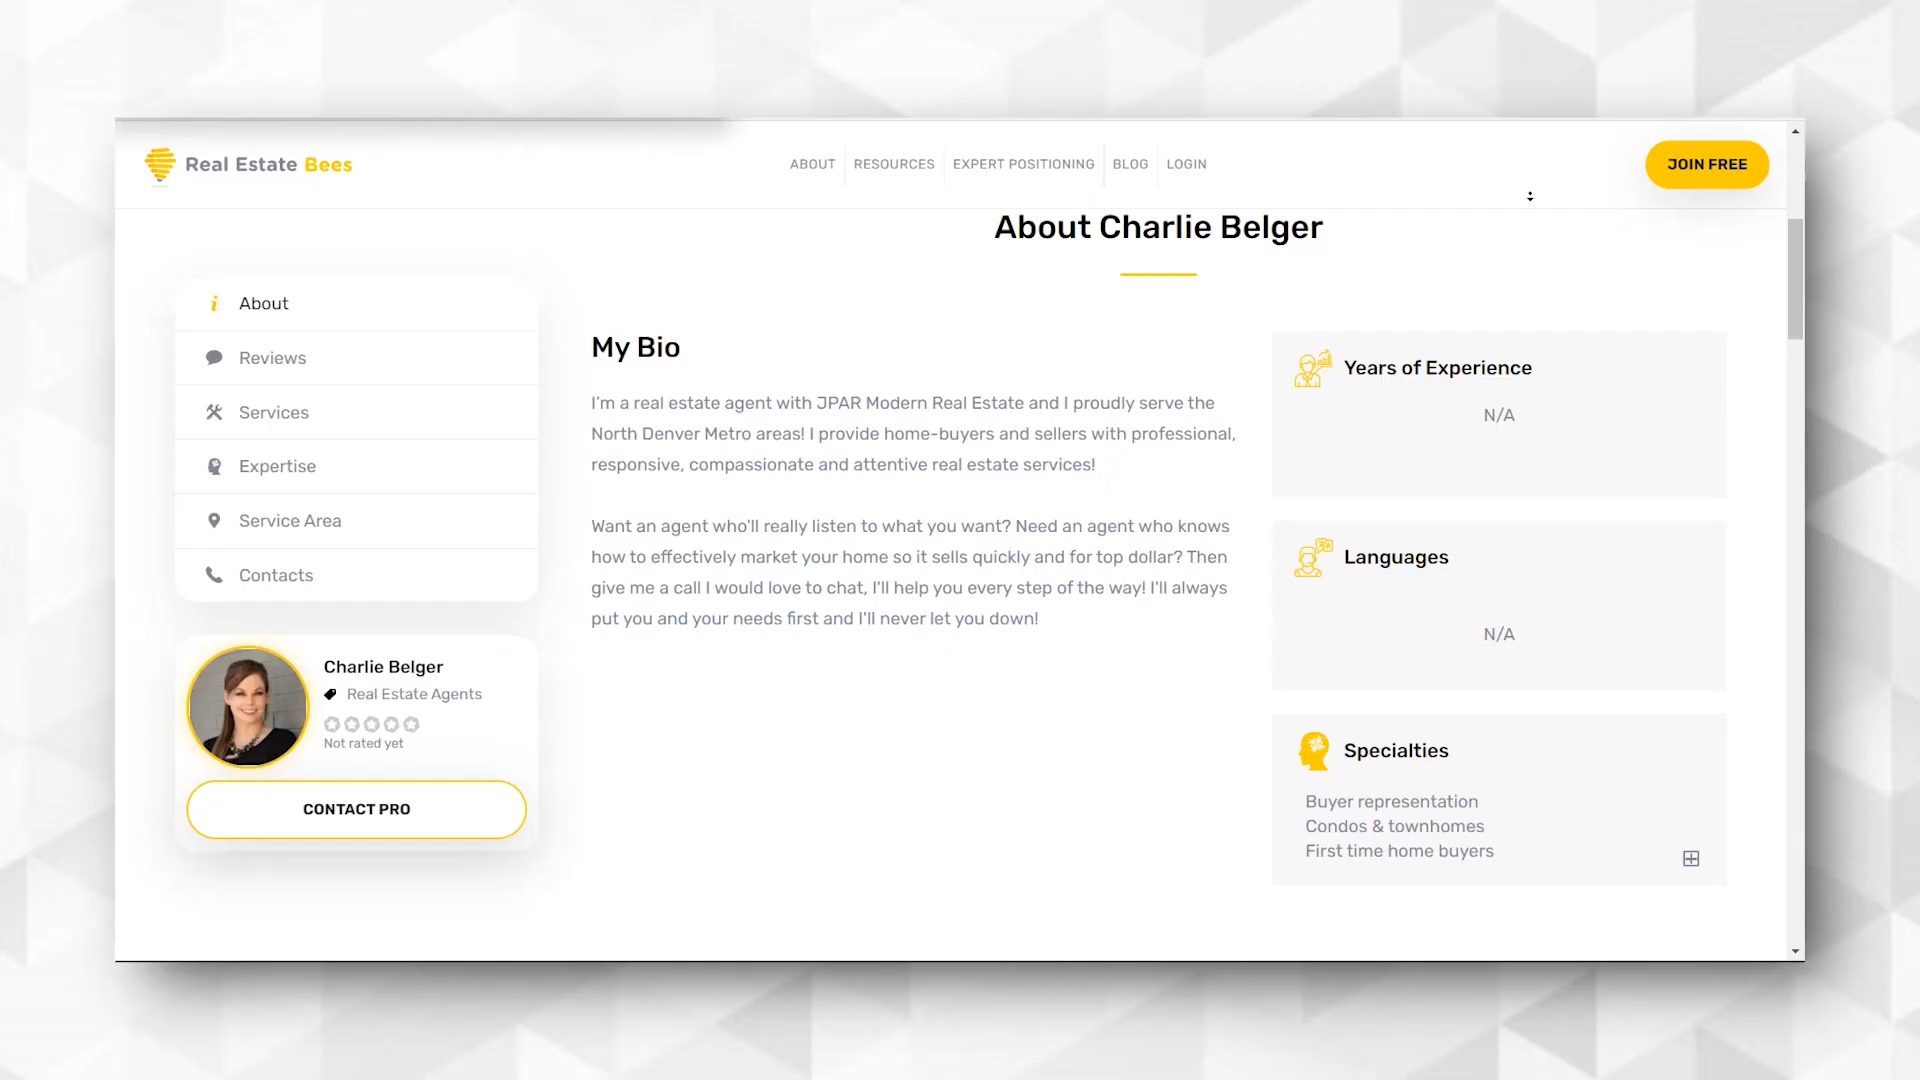 Real Estate Bees
ABOUT
RESOURCES
EXPERT POSITIONING
BLOG
LOGIN
JOIN FREE
About Charlie Belger
About
Reviews
Services
Expertise
Service Area
Contacts
Charlie Belger
Real Estate Agents
Not rated yet
CONTACT PRO
My Bio
I'm a real estate agent with JPAR Modern Real Estate and I proudly serve the
North Denver Metro areas! I provide home-buyers and sellers with professional,
responsive, compassionate and attentive real estate services!
Want an agent who'll really listen to what you want? Need an agent who knows
how to effectively market your home so it sells quickly and for top dollar? Then
give me a call I would love to chat, I'll help you every step of the way! I'll always
put you and your needs first and I'll never let you down!
Years of Experience
N/A
Languages
N/A
Specialties
Buyer representation
Condos & townhomes
First time home buyers